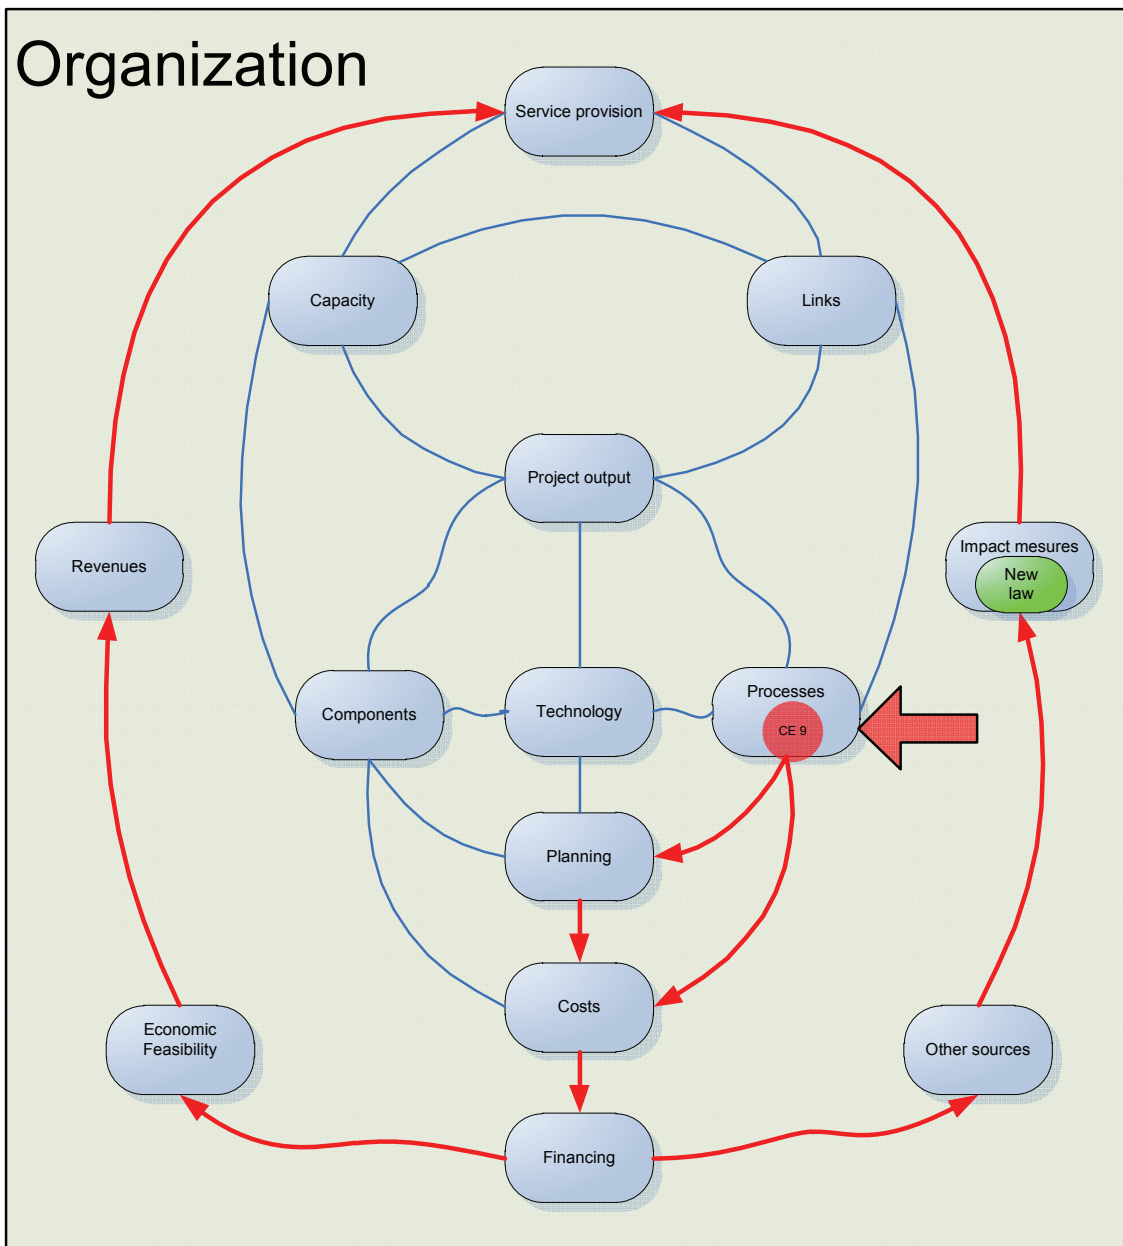 Organization
Service provision
Capacity
Links
Project output
Revenues
Impact mesures
New
law
Components
Technology
Processes
CE 9
Planning
Costs
Economic
Feasibility
Other sources
Financing